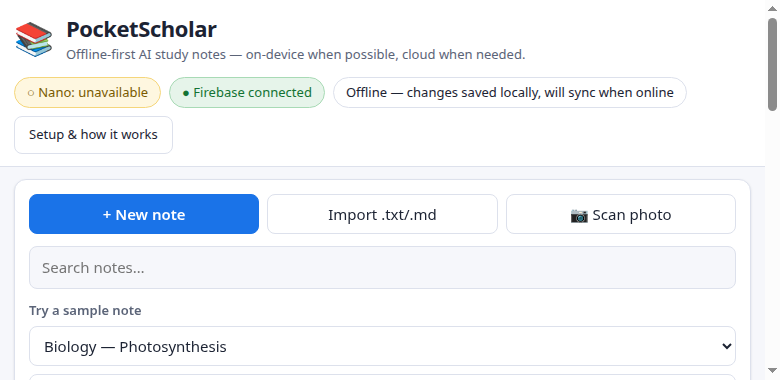 PocketScholar
Offline-first AI study notes — on-device when possible, cloud when needed.
○ Nano: unavailable
● Firebase connected
Offline — changes saved locally, will sync when online
Setup & how it works
+ New note
Import .txt/.md
📷 Scan photo
Search notes...
Try a sample note
Biology — Photosynthesis